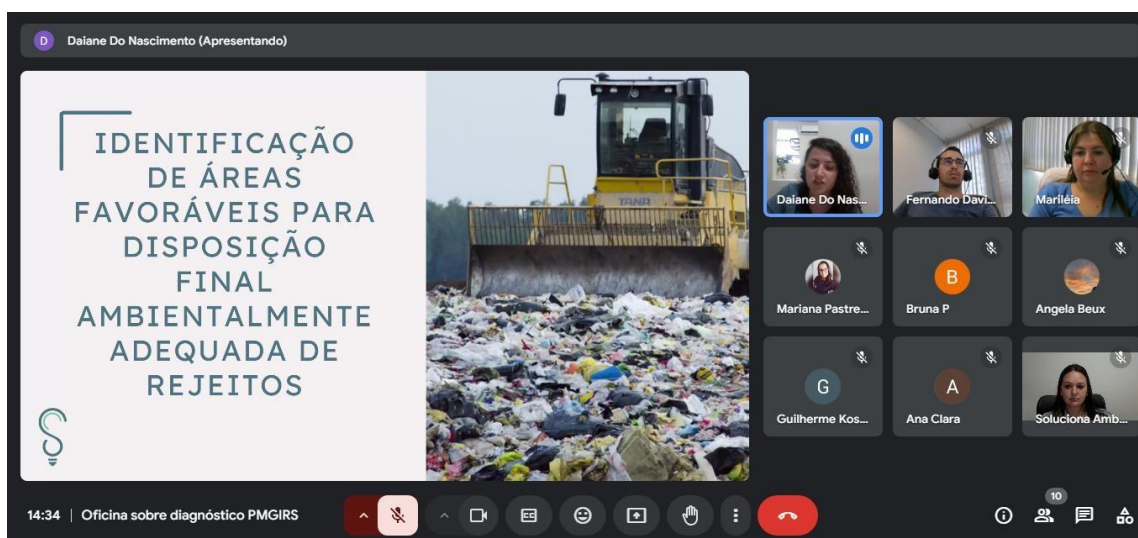 D Daiane Do Nascimento (Apresentando)
IDENTIFICAÇÃO
DE ÁREAS
FAVORÁVEIS PARA
DISPOSIÇÃO
FINAL
AMBIENTALMENTE
ADEQUADA DE
REJEITOS
TANA
Daiane Do Nas...
Fernando Davi...
Mariléia
Mariana Pastre...
B
Bruna P
Angela Beux
G
Guilherme Kos...
A
Ana Clara
Soluciona Amb...
14:34 | Oficina sobre diagnóstico PMGIRS
CC
10